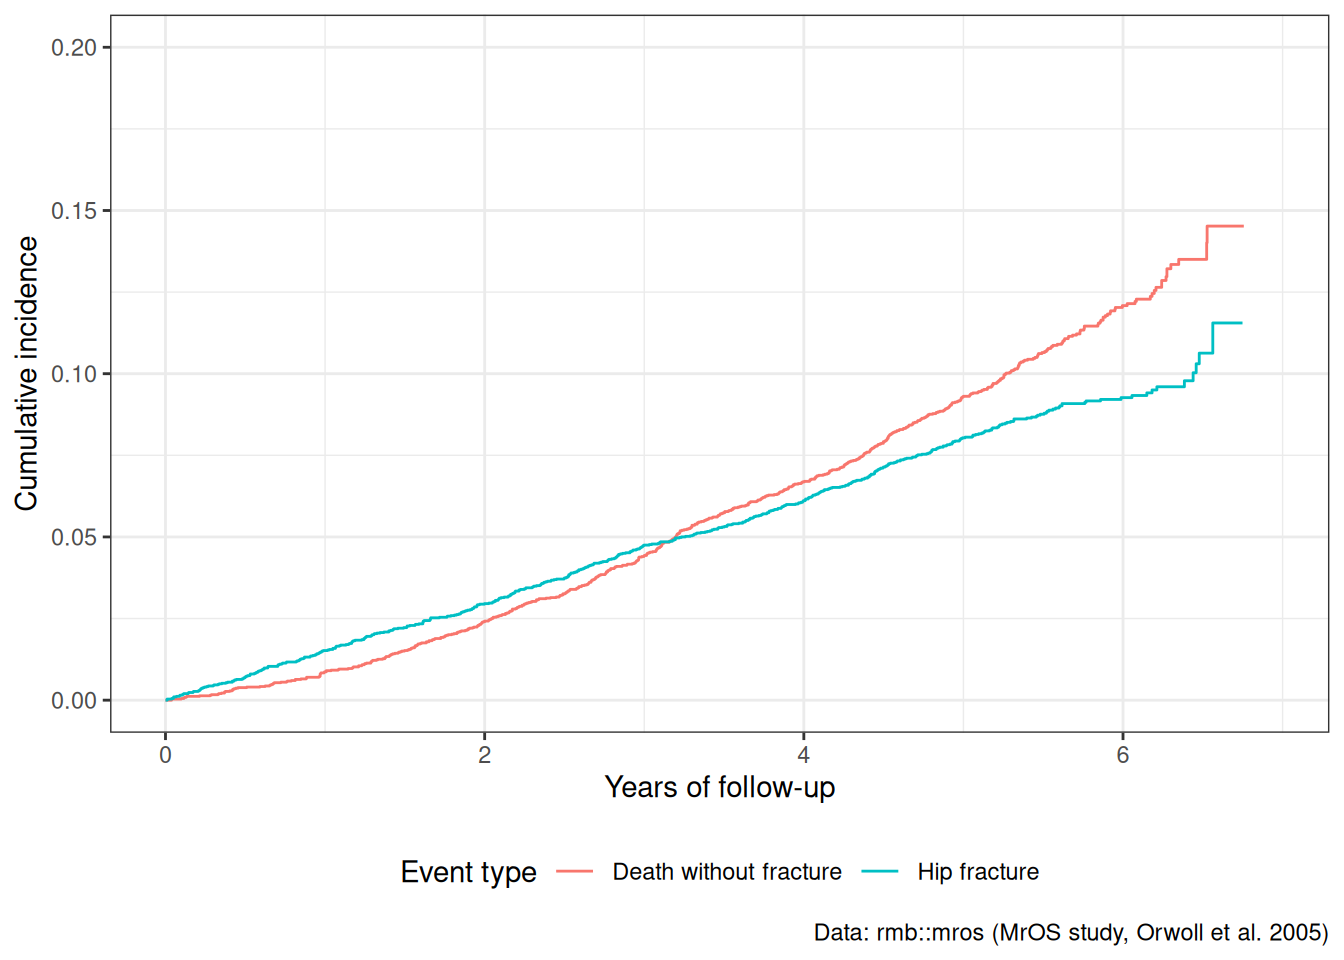 0.20
0.15
0.10
0.05
0.00
Cumulative incidence
0 2 4 6
Years of follow-up
Event type Death without fracture Hip fracture
Data: rmb::mros (MrOS study, Orwoll et al. 2005)